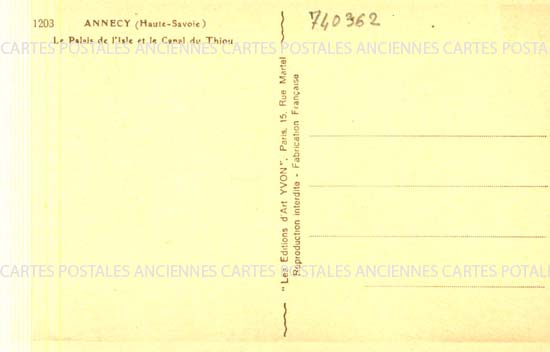 1203 ANNECY (Haute-Savoie)
Le Palais de l'Isle et le Canal du Thiou
740362
CARTES POSTALES ANCIENNES CARTES POSTALES ANCIENNES CARTES POSTALES
"Les Editions d'Art YVON", Paris, 15, Rue Martel
Reproduction interdite - Fabrication Française
CARTES POSTALES ANCIENNES CARTES POSTALES ANCIENNES CARTES POSTALES